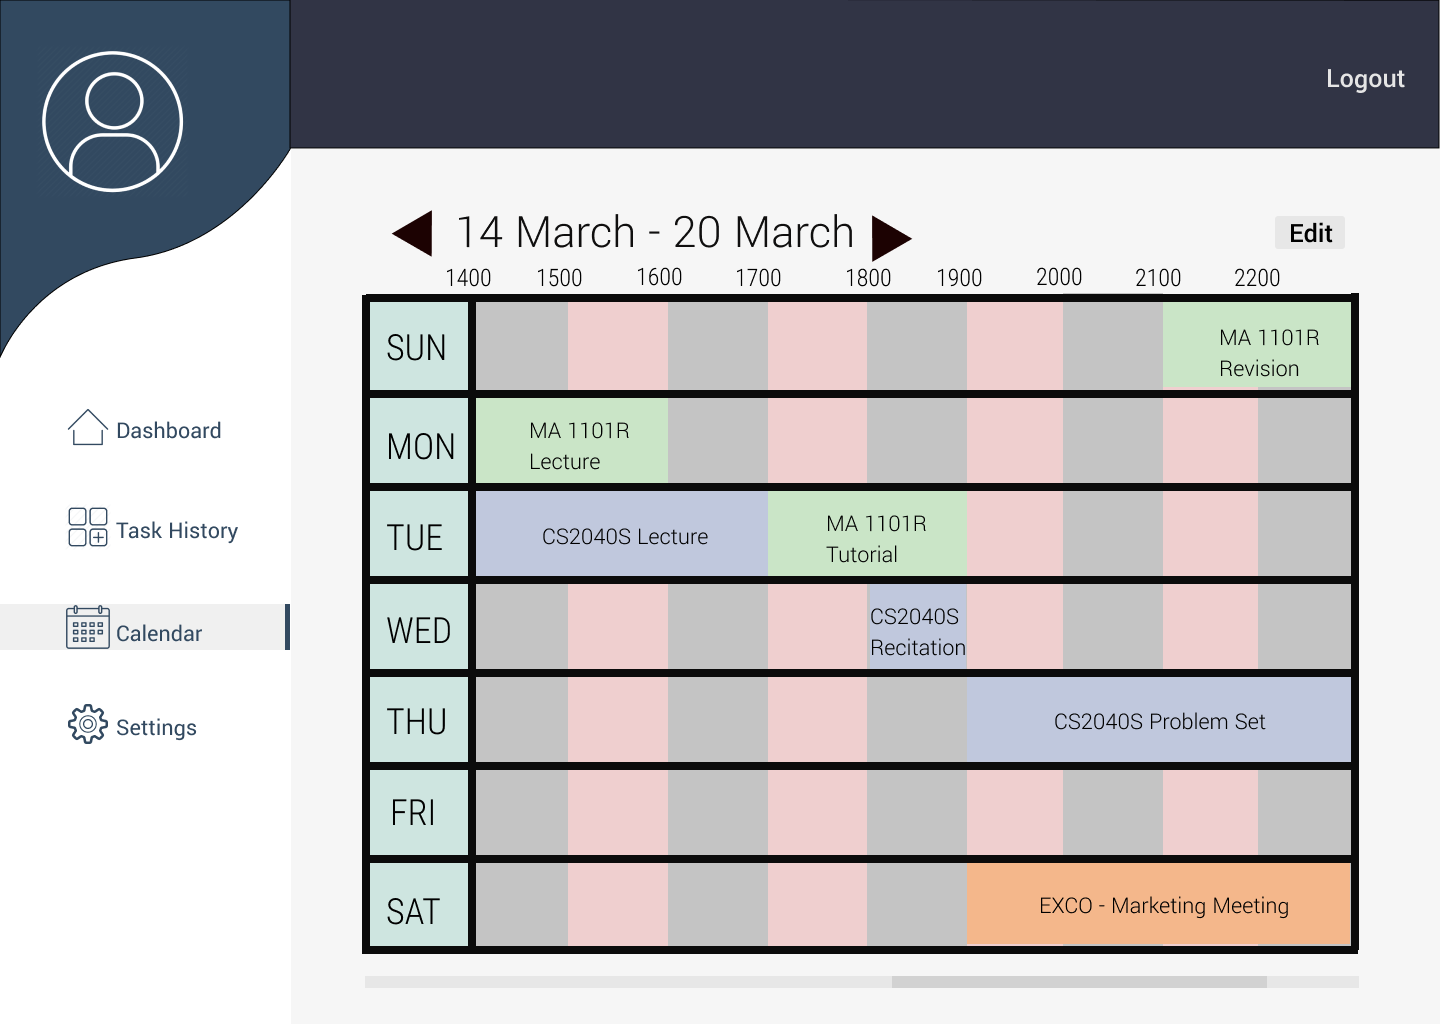 Logout
14 March - 20 March
Edit
1400 1500 1600 1700 1800 1900 2000 2100 2200
SUN
MA 1101R
Revision
Dashboard
MON
MA 1101R
Lecture
Task History
TUE
CS2040S Lecture
MA 1101R
Tutorial
Calendar
WED
CS2040S
Recitation
Settings
THU
CS2040S Problem Set
FRI
SAT
EXCO - Marketing Meeting